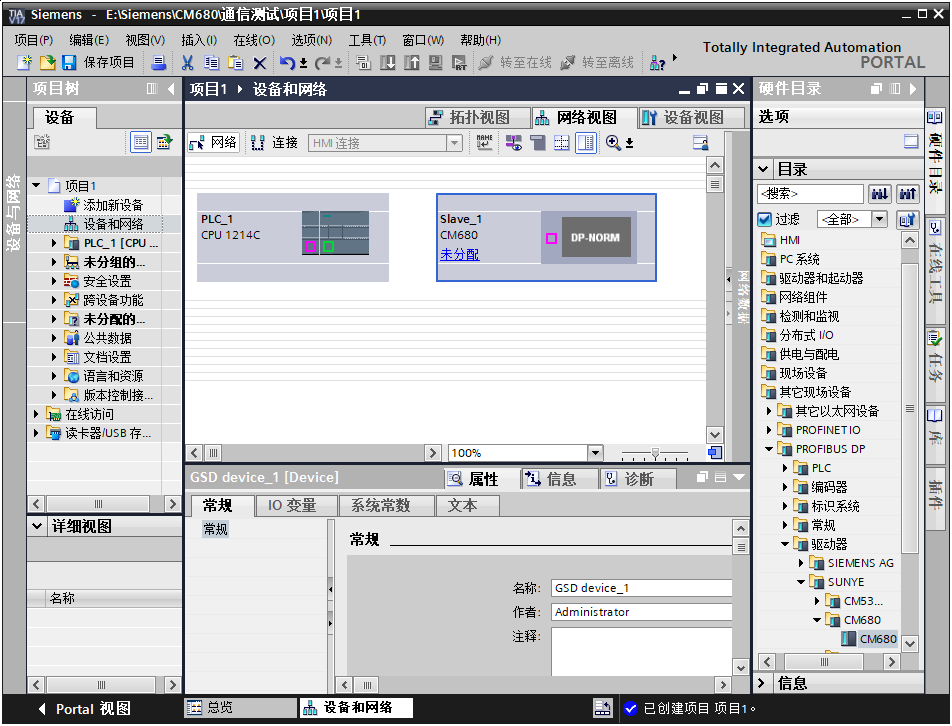 Siemens - E:\Siemens\CM680\通信测试\项目1\项目1
项目(P) 编辑(E) 视图(V) 插入(I) 在线(O) 选项(N) 工具(T) 窗口(W) 帮助(H)
Totally Integrated Automation
PORTAL
保存项目 转至在线 转至离线
项目树
设备
设备与网络
项目1
添加新设备
设备和网络
PLC_1 [CPU ...
未分组的...
安全设置
跨设备功能
未分配的...
公共数据
文档设置
语言和资源
版本控制接...
在线访问
读卡器/USB 存...
详细视图
名称
项目1 设备和网络
拓扑视图 网络视图 设备视图
网络 连接 HMI 连接
PLC_1
CPU 1214C
Slave_1
CM680
未分配
DP-NORM
网络数据
100%
GSD device_1 [Device]
属性 信息 诊断
常规 IO 变量 系统常数 文本
常规
常规
名称: GSD device_1
作者: Administrator
注释:
硬件目录
选项
目录
<搜索>
过滤 <全部>
HMI
PC 系统
驱动器和起动器
网络组件
检测和监视
分布式 I/O
供电与配电
现场设备
其它现场设备
其它以太网设备
PROFINET IO
PROFIBUS DP
PLC
编码器
标识系统
常规
驱动器
SIEMENS AG
SUNYE
CM53...
CM680
CM680
信息
硬件目录
在线工具
任务
库
插件
Portal 视图 总览 设备和网络 已创建项目 项目1。